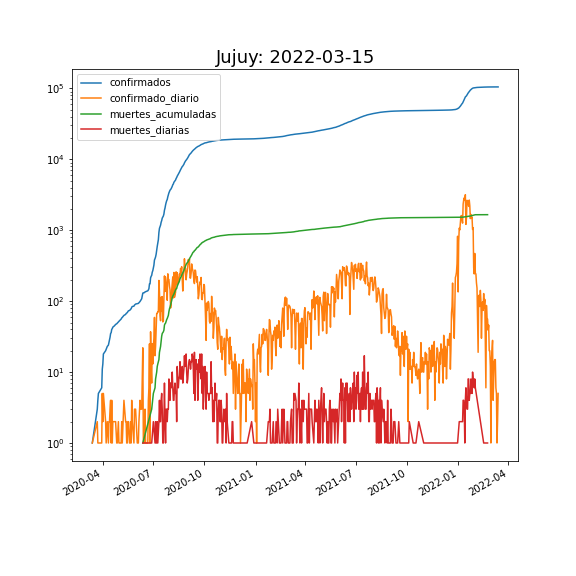 Jujuy: 2022-03-15
confirmados
confirmado_diario
muertes_acumuladas
muertes_diarias
10⁵
10⁴
10³
10²
10¹
10⁰
2020-04 2020-07 2020-10 2021-01 2021-04 2021-07 2021-10 2022-01 2022-04